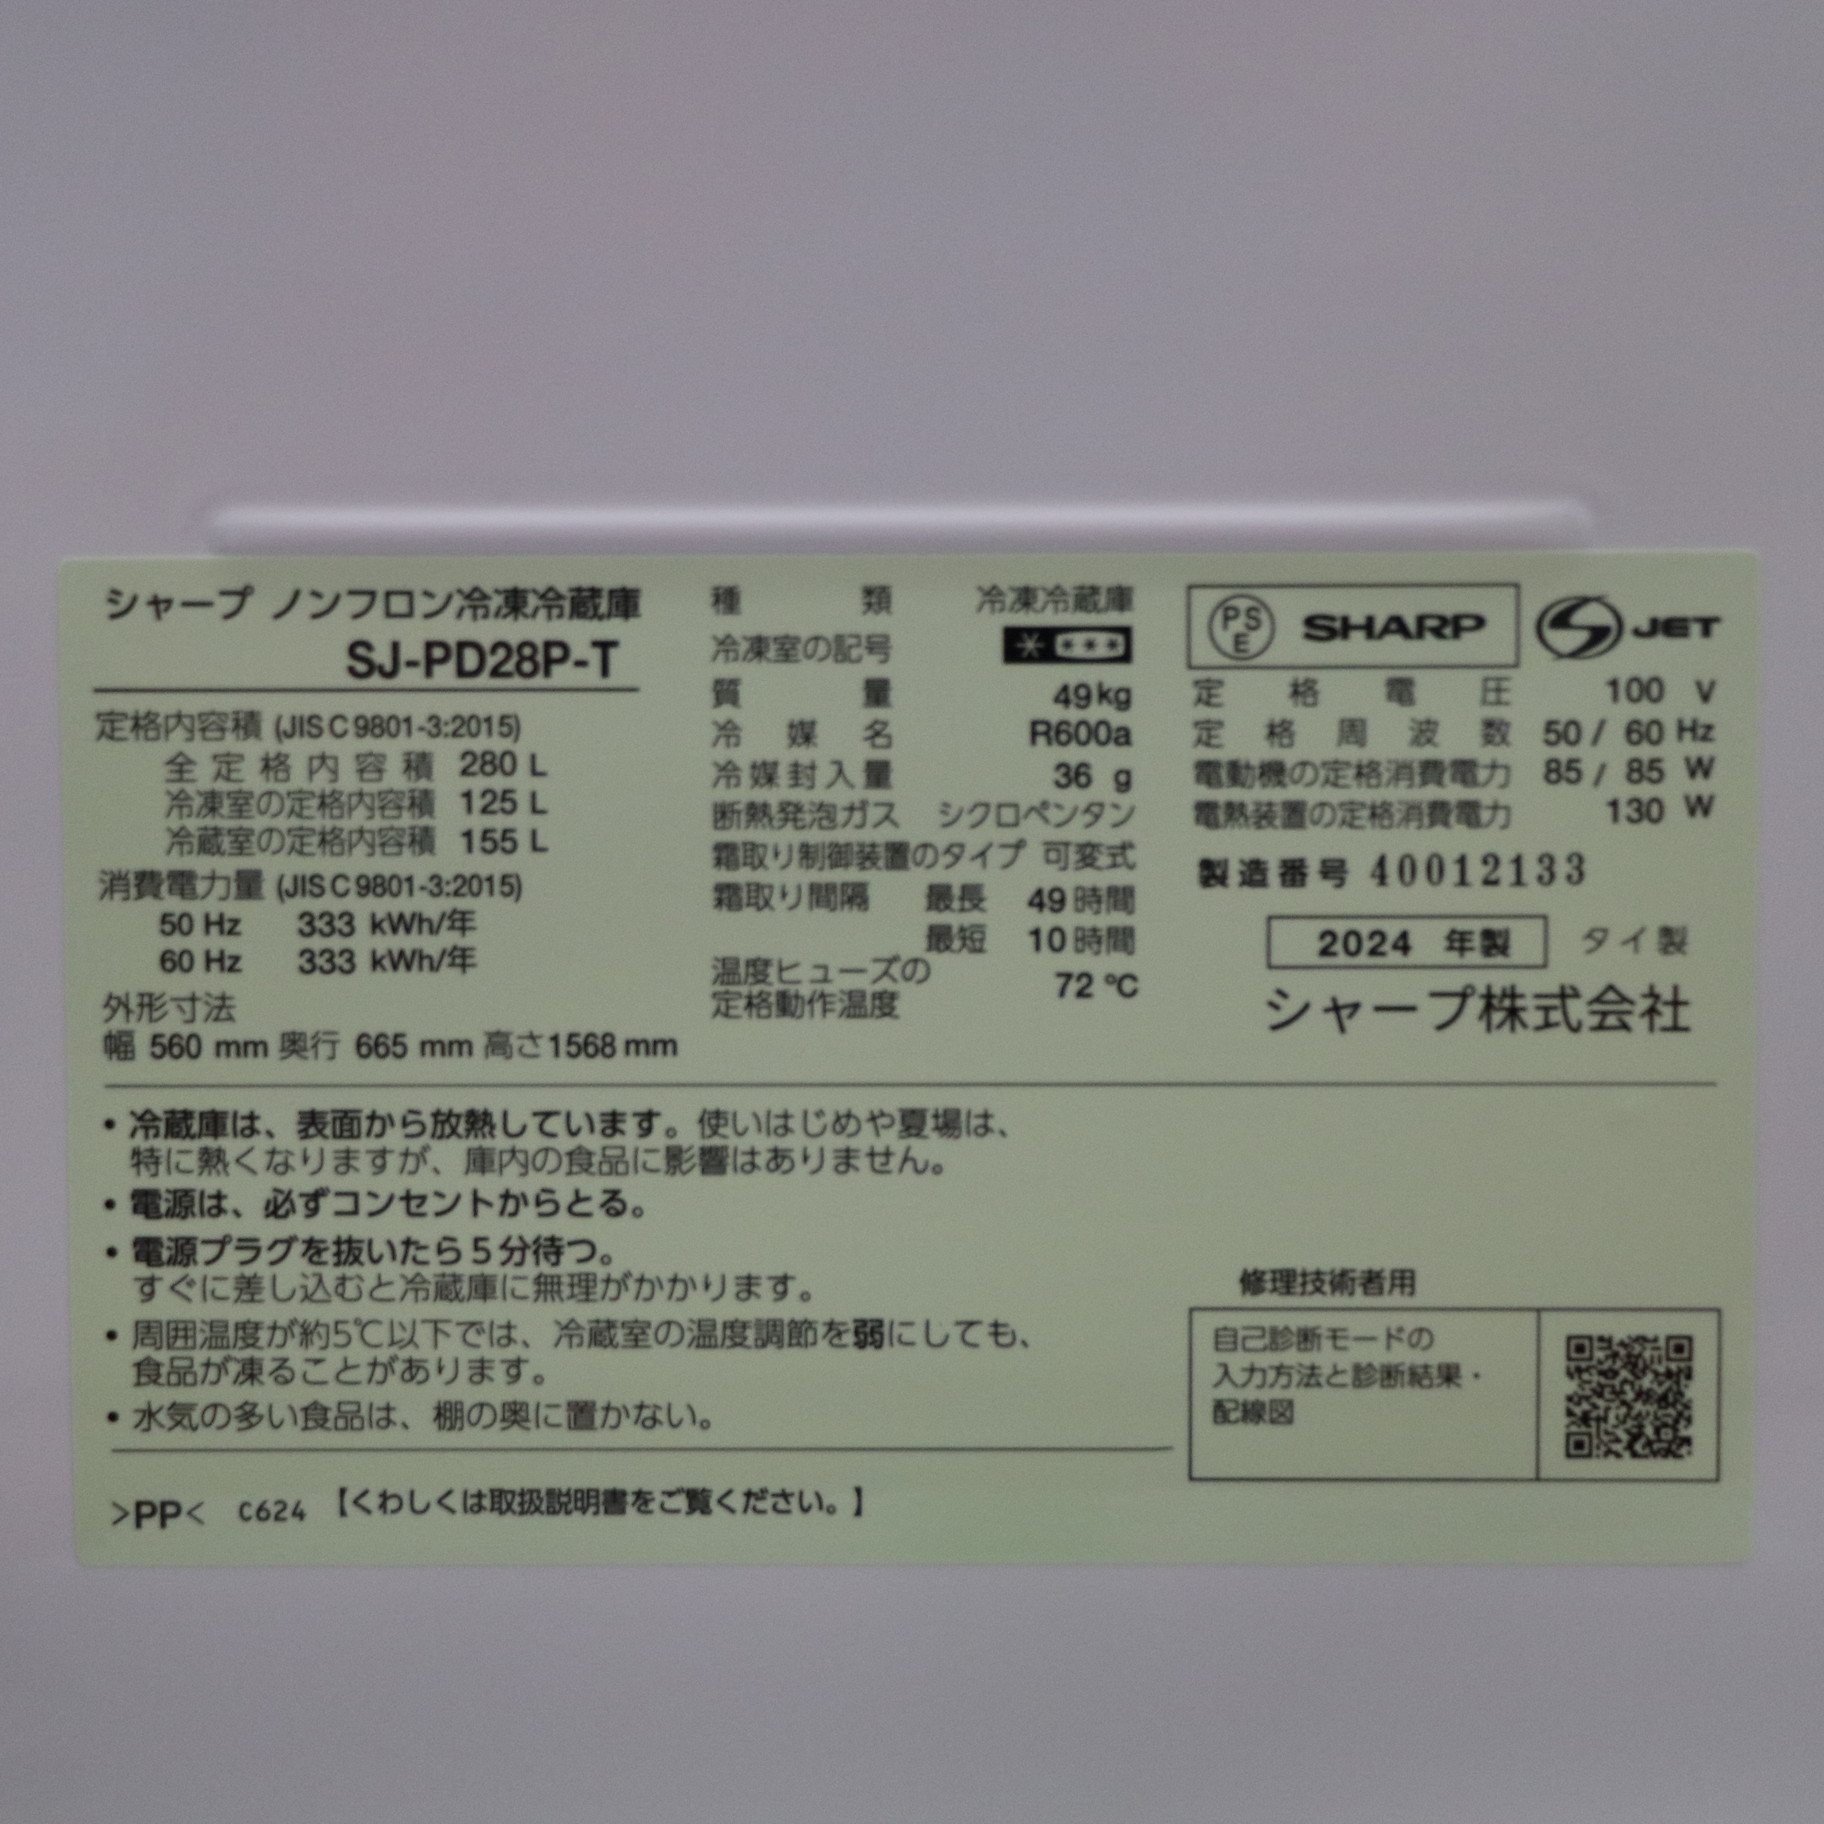 シャープ ノンフロン冷凍冷蔵庫
SJ-PD28P-T
定格内容積 (JIS C 9801-3:2015)
全定格内容積 280 L
冷凍室の定格内容積 125 L
冷蔵室の定格内容積 155 L
消費電力量 (JIS C 9801-3:2015)
50 Hz 333 kWh/年
60 Hz 333 kWh/年
外形寸法
幅 560 mm 奥行 665 mm 高さ1568 mm
種類 冷凍冷蔵庫
冷凍室の記号 * ***
質量 49kg
冷媒名 R600a
冷媒封入量 36 g
断熱発泡ガス シクロペンタン
霜取り制御装置のタイプ 可変式
霜取り間隔 最長 49時間
最短 10時間
温度ヒューズの
定格動作温度 72 ℃
PSE SHARP JET
定格電圧 100 V
定格周波数 50 / 60 Hz
電動機の定格消費電力 85 / 85 W
電熱装置の定格消費電力 130 W
製造番号 40012133
2024 年製 タイ製
シャープ株式会社
・冷蔵庫は、表面から放熱しています。使いはじめや夏場は、
特に熱くなりますが、庫内の食品に影響はありません。
・電源は、必ずコンセントからとる。
・電源プラグを抜いたら5分待つ。
すぐに差し込むと冷蔵庫に無理がかかります。
・周囲温度が約5℃以下では、冷蔵室の温度調節を弱にしても、
食品が凍ることがあります。
・水気の多い食品は、棚の奥に置かない。
>PP< C624 【くわしくは取扱説明書をご覧ください。】
修理技術者用
自己診断モードの
入力方法と診断結果・
配線図